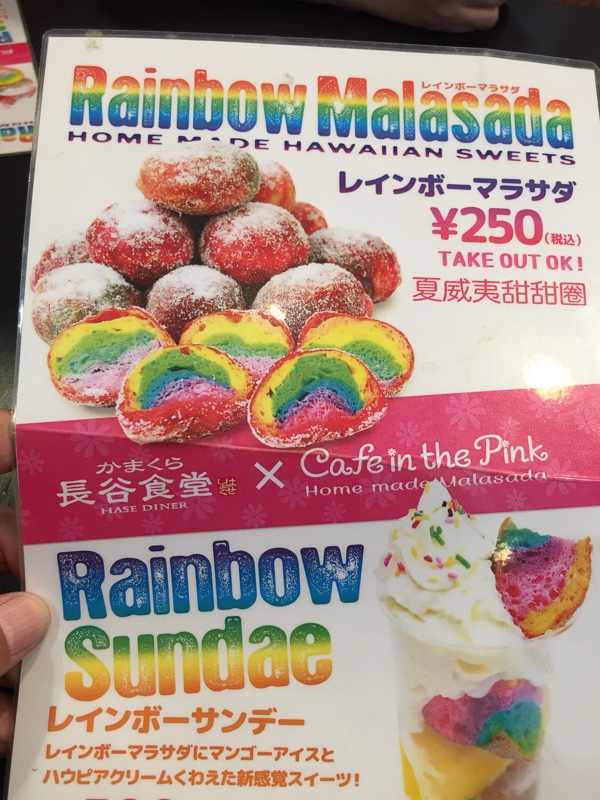 Rainbow Malasada
レインボーマラサダ
HOME MADE HAWAIIAN SWEETS
レインボーマラサダ
¥250(税込)
TAKE OUT OK!
夏威夷甜甜圈
かまくら
長谷食堂
HASE DINER
×
Cafe in the Pink
Home made Malasada
Rainbow
Sundae
レインボーサンデー
レインボーマラサダにマンゴーアイスと
ハウピアクリームくわえた新感覚スイーツ!